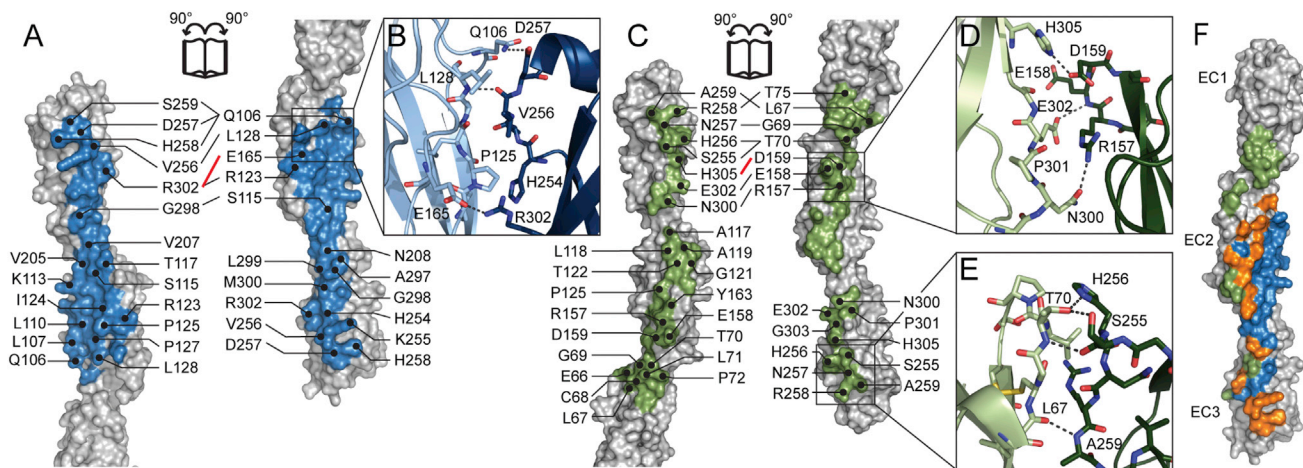 A
90° 90°
S259
D257
H258
V256
R302
G298
V207
V205
T117
K113
S115
I124
R123
L110
P125
L107
P127
Q106
L128
Q106
L128
E165
R123
S115
N208
L299
A297
M300
G298
R302
H254
V256
K255
D257
H258
B
Q106
D257
L128
V256
P125
H254
E165
R302
C
90° 90°
A259
R258
N257
H256
S255
H305
E302
N300
A117
L118
A119
T122
G121
P125
Y163
R157
E158
D159
T70
G69
L71
E66
P72
C68
L67
T75
L67
G69
T70
D159
E158
R157
E302
N300
G303
P301
H256
H305
N257
S255
R258
A259
D
H305
D159
E158
E302
R157
P301
N300
E
H256
T70
S255
L67
A259
F
EC1
EC2
EC3